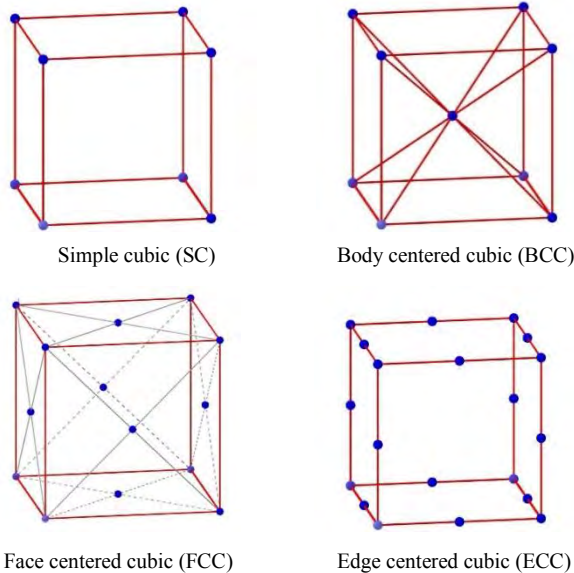 Simple cubic (SC)
Body centered cubic (BCC)
Face centered cubic (FCC)
Edge centered cubic (ECC)